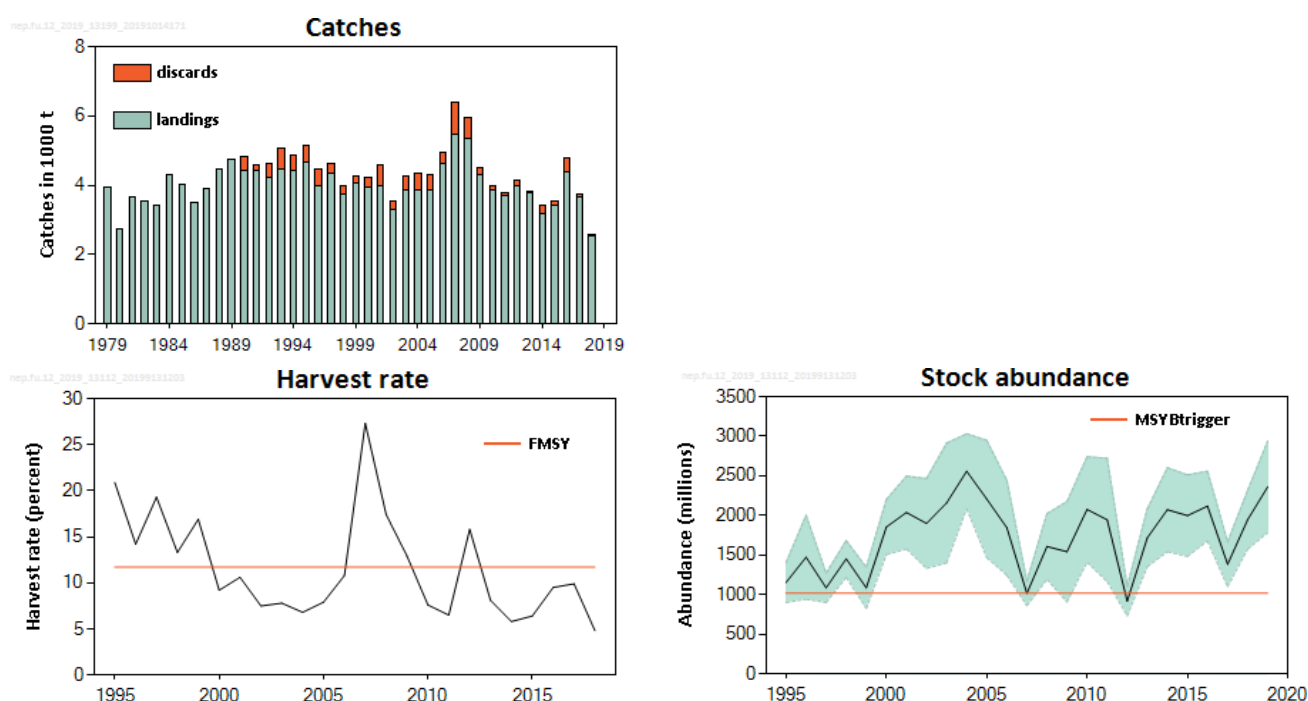 nep.fu.12_2019_13199_20191014171
Catches
discards
landings
Catches in 1000 t
8
6
4
2
0
1979 1984 1989 1994 1999 2004 2009 2014 2019
nep.fu.12_2019_13112_20199131203
Harvest rate
FMSY
Harvest rate (percent)
30
25
20
15
10
5
0
1995 2000 2005 2010 2015
nep.fu.12_2019_13112_20199131203
Stock abundance
MSYBtrigger
Abundance (millions)
3500
3000
2500
2000
1500
1000
500
0
1995 2000 2005 2010 2015 2020